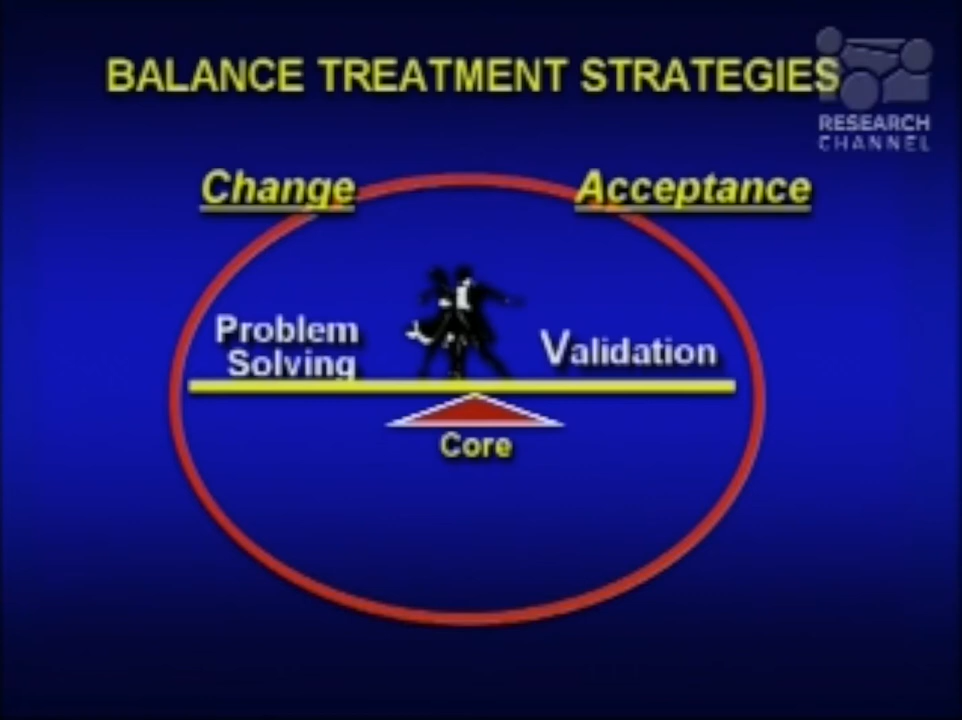 BALANCE TREATMENT STRATEGIES
RESEARCH
CHANNEL
Change
Acceptance
Problem
Solving
Validation
Core